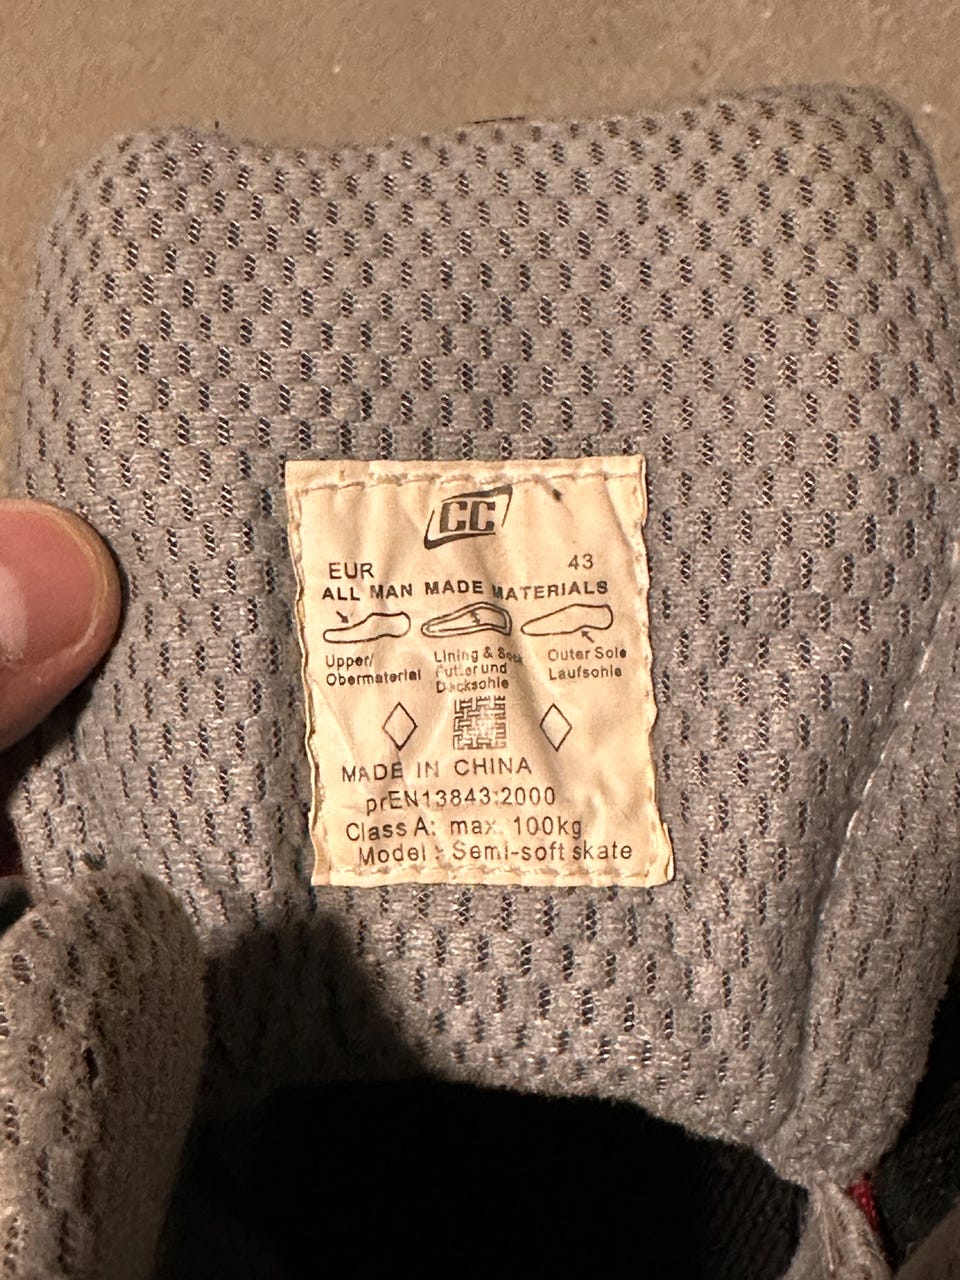 CC
EUR 43
ALL MAN MADE MATERIALS
Upper/ Lining & Sock Outer Sole
Obermaterial Futter und Laufsohle
Decksohle
MADE IN CHINA
prEN13843:2000
Class A: max. 100kg
Model : Semi-soft skate